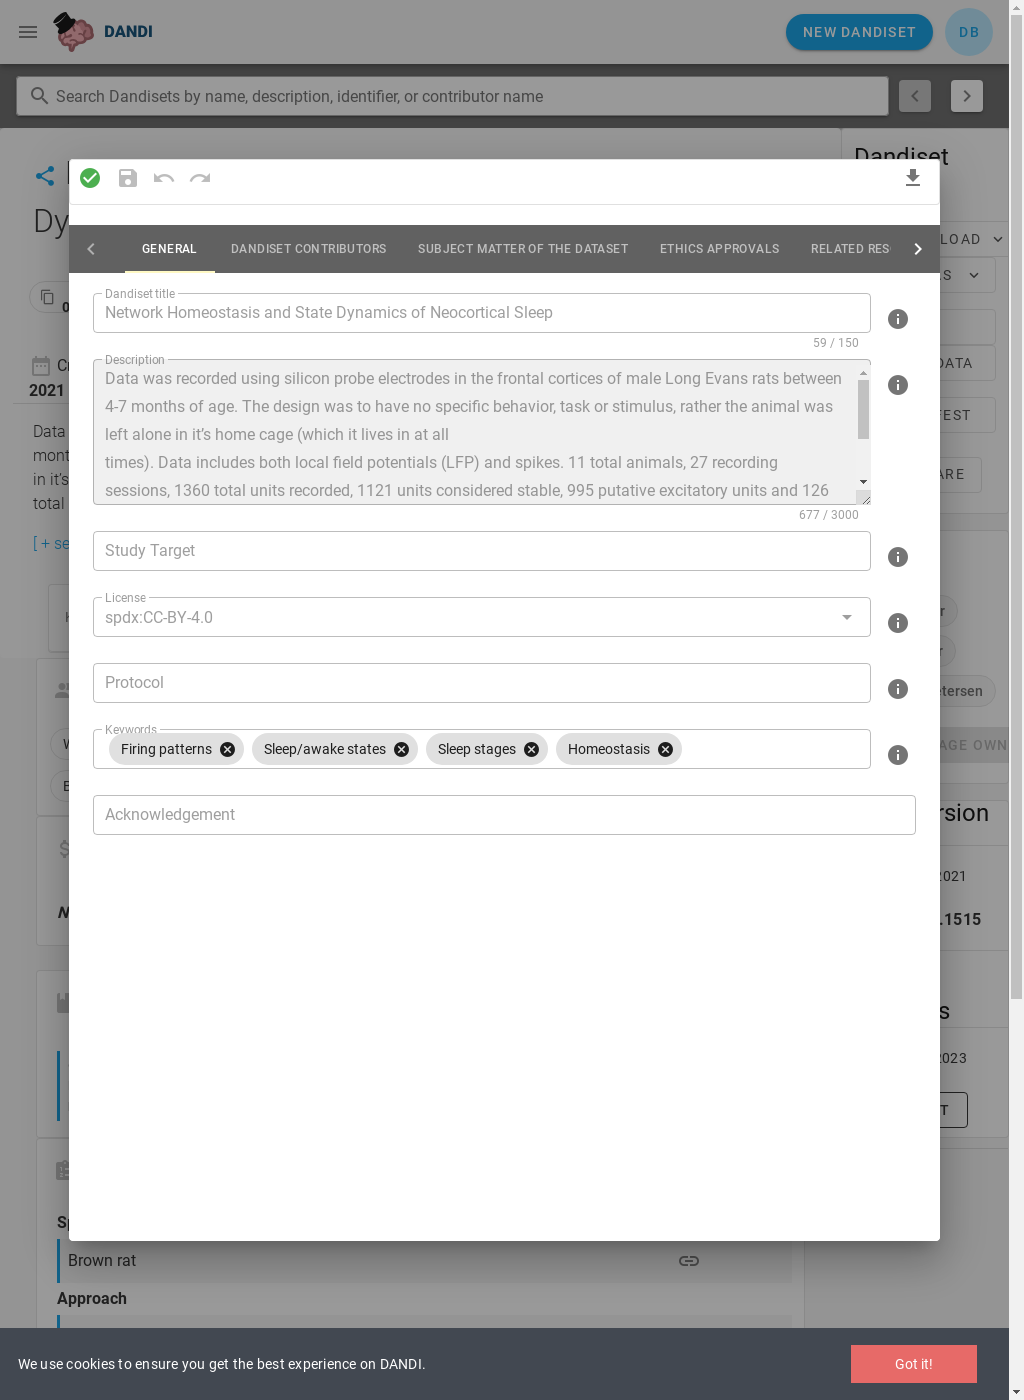 DANDI
NEW DANDISET
DB
Search Dandisets by name, description, identifier, or contributor name
Dandiset
GENERAL
DANDISET CONTRIBUTORS
SUBJECT MATTER OF THE DATASET
ETHICS APPROVALS
RELATED RES
Dandiset title
Network Homeostasis and State Dynamics of Neocortical Sleep
59 / 150
Description
Data was recorded using silicon probe electrodes in the frontal cortices of male Long Evans rats between
4-7 months of age. The design was to have no specific behavior, task or stimulus, rather the animal was
left alone in it’s home cage (which it lives in at all
times). Data includes both local field potentials (LFP) and spikes. 11 total animals, 27 recording
sessions, 1360 total units recorded, 1121 units considered stable, 995 putative excitatory units and 126
677 / 3000
Study Target
License
spdx:CC-BY-4.0
Protocol
Keywords
Firing patterns
Sleep/awake states
Sleep stages
Homeostasis
Acknowledgement
Dy
LOAD
S
0
C
2021
DATA
EST
Data
mont
in it’s
total
ARE
[ + se
r
r
etersen
AGE OWN
W
E
rsion
2021
.1515
N
s
2023
T
Sp
Brown rat
Approach
We use cookies to ensure you get the best experience on DANDI.
Got it!